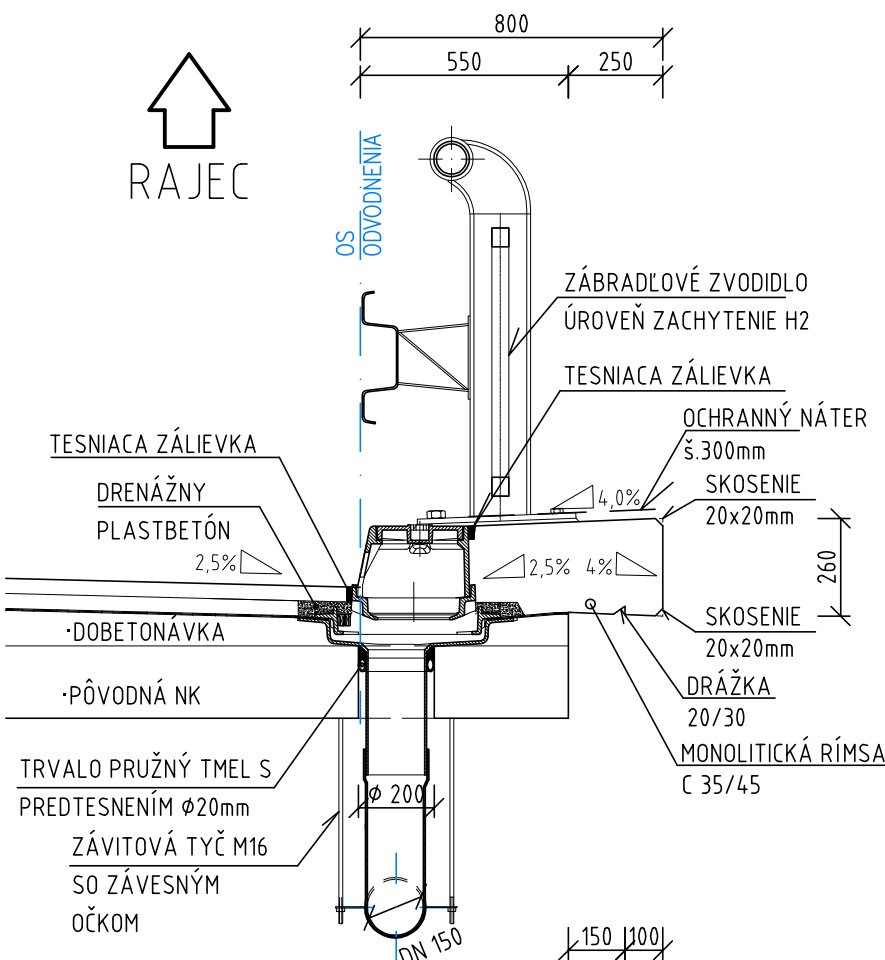 800
550
250
RAJEC
OS
ODVODNENIA
ZÁBRADĽOVÉ ZVODIDLO
ÚROVEŇ ZACHYTENIE H2
TESNIACA ZÁLIEVKA
OCHRANNÝ NÁTER
š.300mm
TESNIACA ZÁLIEVKA
DRENÁŽNY
PLASTBETÓN
4,0%
SKOSENIE
20x20mm
2,5%
2,5%
4%
260
·DOBETONÁVKA
SKOSENIE
20x20mm
·PÔVODNÁ NK
DRÁŽKA
20/30
MONOLITICKÁ RÍMSA
C 35/45
TRVALO PRUŽNÝ TMEL S
PREDTESNENÍM ϕ20mm
ϕ 200
ZÁVITOVÁ TYČ M16
SO ZÁVESNÝM
OČKOM
DN 150
150
100